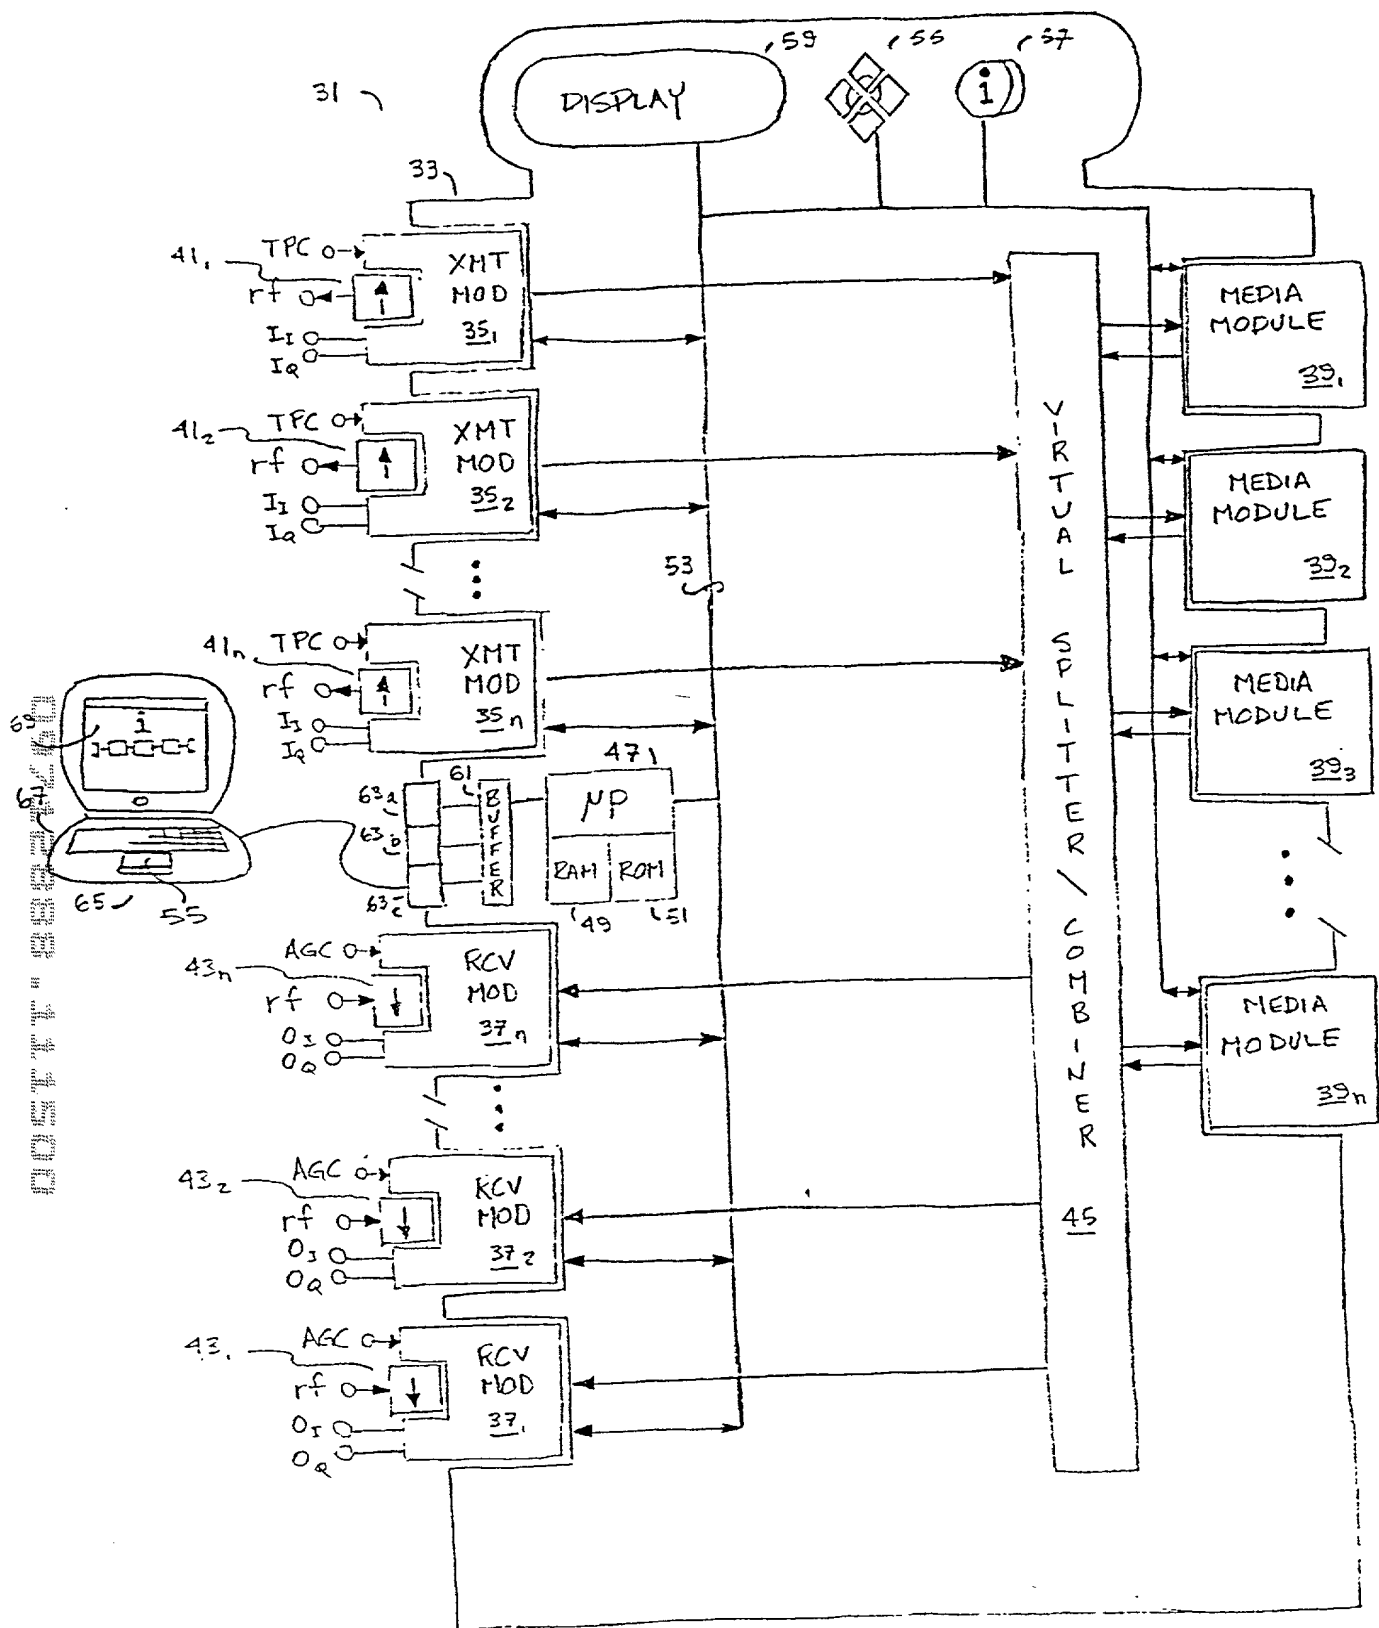 59
55
57
31
DISPLAY
i
33
TPC
41₁
rf
I_I
I_Q
XMT
MOD
35₁
MEDIA
MODULE
39₁
TPC
41₂
rf
I_I
I_Q
XMT
MOD
35₂
MEDIA
MODULE
39₂
53
TPC
41n
rf
I_I
I_Q
XMT
MOD
35n
MEDIA
MODULE
39₃
VIRTUAL SPLITTER / COMBINER
45
59
i
67
65
55
63a
63b
63c
61
BUFFER
47
μP
RAM
ROM
49
51
AGC
43n
rf
O_I
O_Q
RCV
MOD
37n
MEDIA
MODULE
39n
AGC
43₂
rf
O_I
O_Q
RCV
MOD
37₂
AGC
43₁
rf
O_I
O_Q
RCV
MOD
37₁